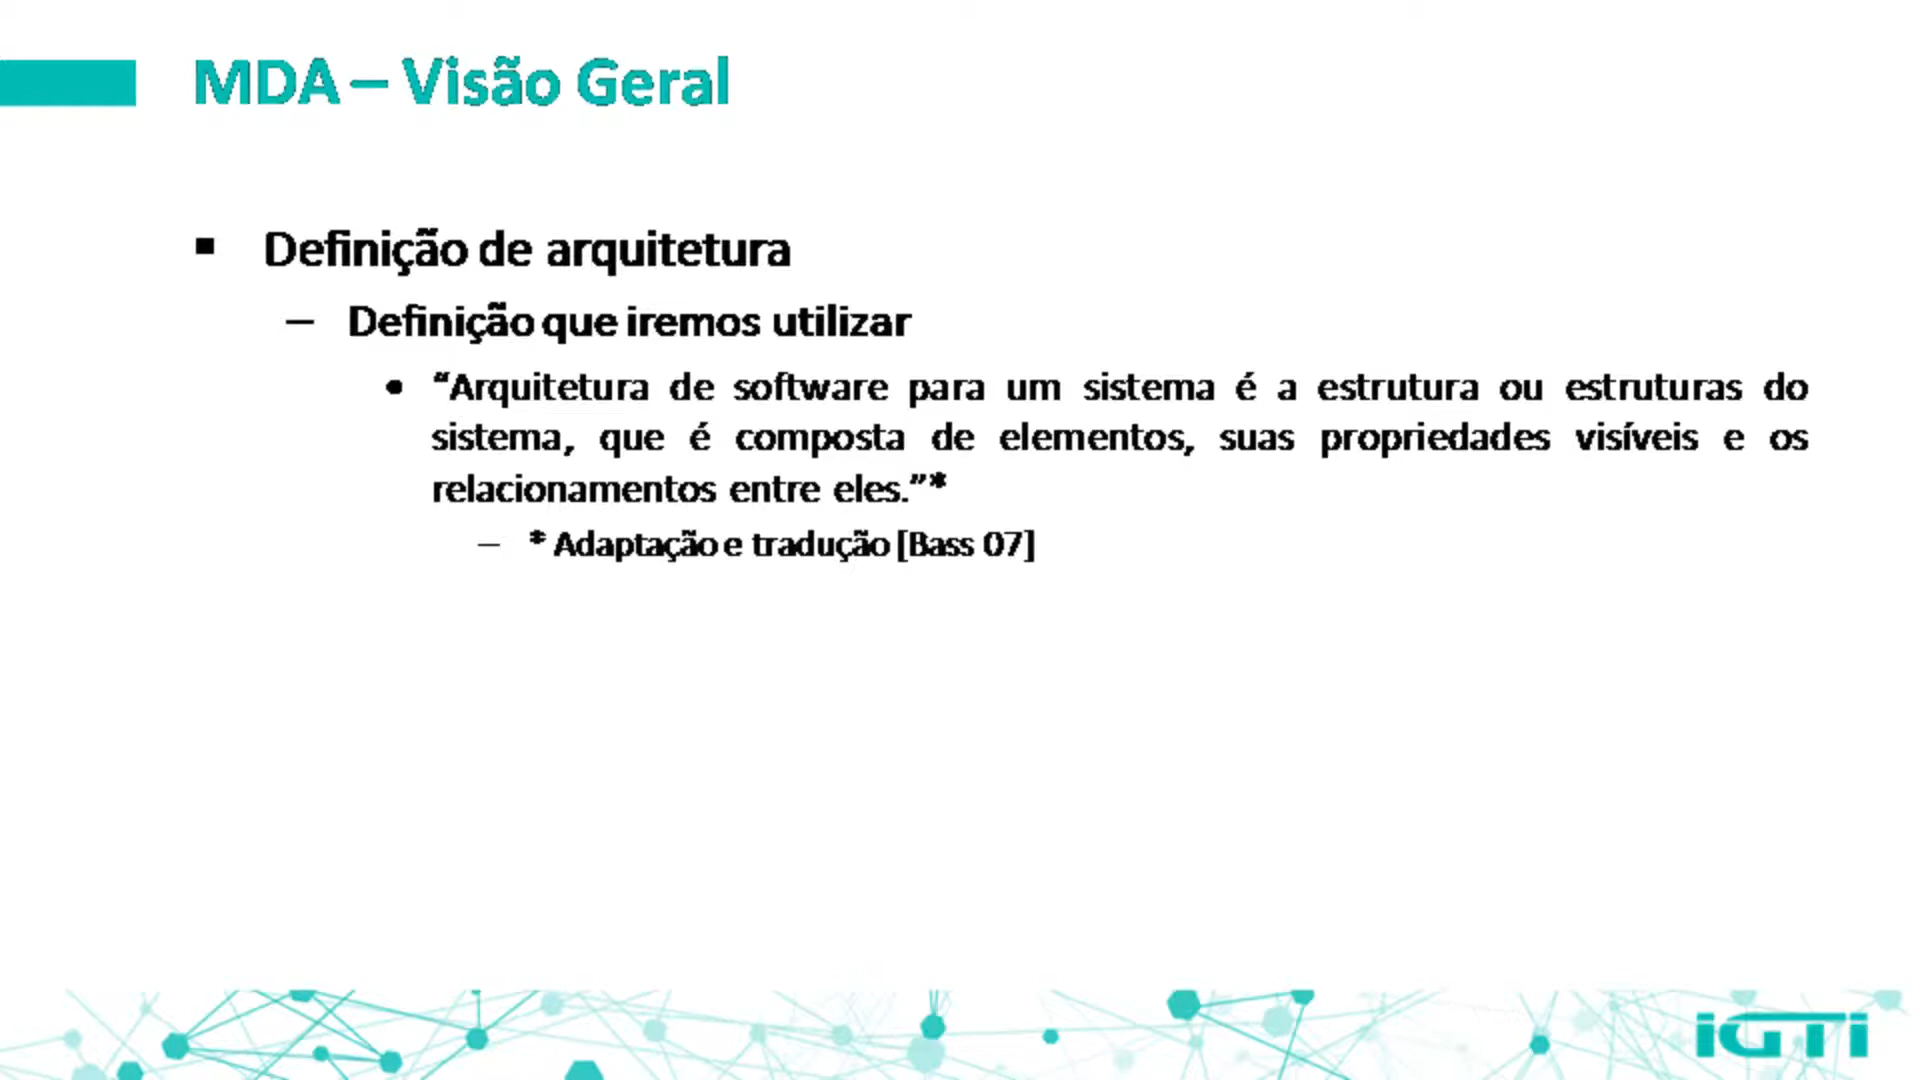 MDA – Visão Geral
▪ Definição de arquitetura
– Definição que iremos utilizar
• “Arquitetura de software para um sistema é a estrutura ou estruturas do
sistema, que é composta de elementos, suas propriedades visíveis e os
relacionamentos entre eles.”*
– * Adaptação e tradução [Bass 07]
iGTi